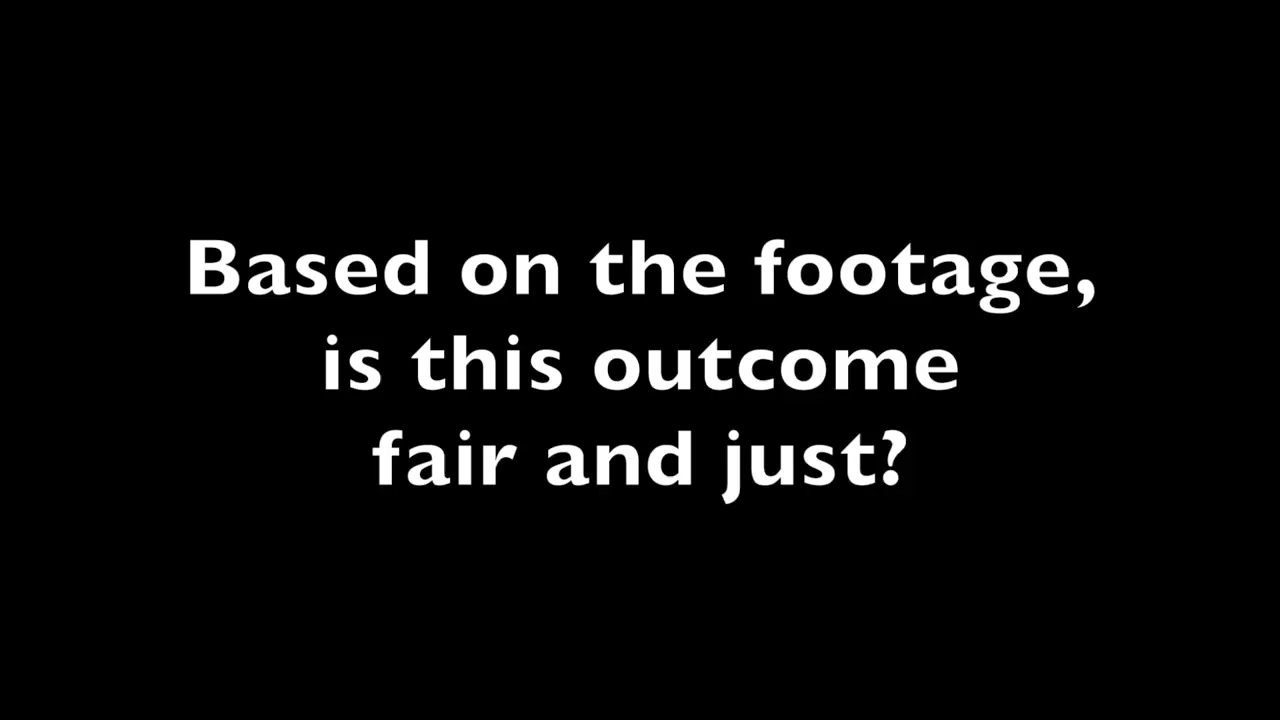 Based on the footage,
is this outcome
fair and just?